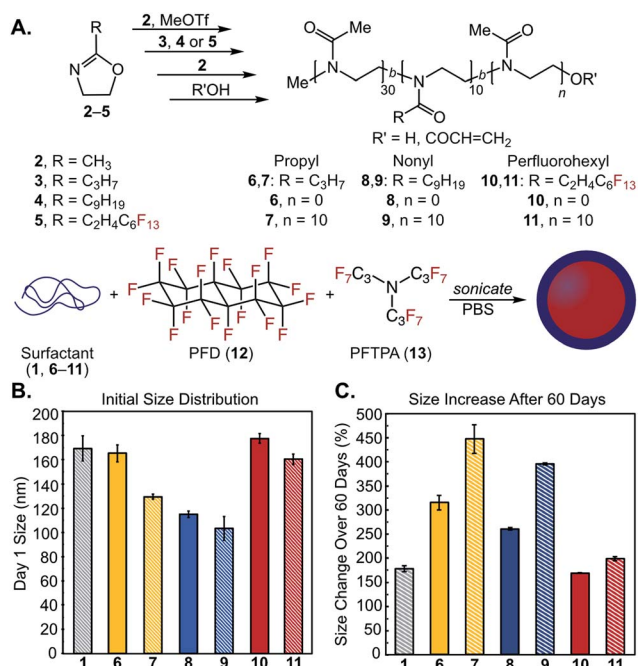 A.
R
N
O
2–5
2, MeOTf
3, 4 or 5
2
R'OH
Me
O
Me
N
b
30
N
R
O
b
10
O
Me
N
n
OR'
R' = H, COCH=CH2
2, R = CH3
3, R = C3H7
4, R = C9H19
5, R = C2H4C6F13
Propyl
6,7: R = C3H7
6, n = 0
7, n = 10
Nonyl
8,9: R = C9H19
8, n = 0
9, n = 10
Perfluorohexyl
10,11: R = C2H4C6F13
10, n = 0
11, n = 10
+
F F F F F F F F F F F F F F F F F F
+
F7C3
N
C3F7
C3F7
sonicate
PBS
Surfactant
(1, 6–11)
PFD (12)
PFTPA (13)
B.
Initial Size Distribution
Day 1 Size (nm)
200
180
160
140
120
100
80
60
40
20
0
1 6 7 8 9 10 11
C.
Size Increase After 60 Days
Size Change Over 60 Days (%)
500
450
400
350
300
250
200
150
100
50
0
1 6 7 8 9 10 11